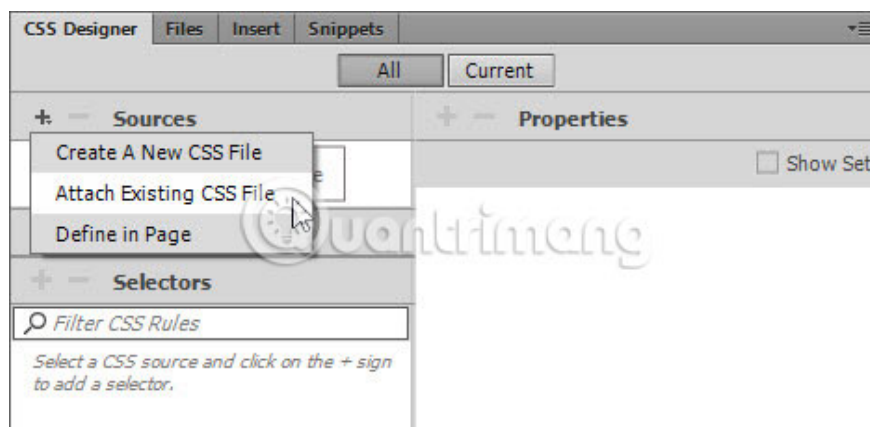 CSS Designer Files Insert Snippets
All Current
Sources Properties
Create A New CSS File
Show Set
Attach Existing CSS File
Define in Page
Quantrimang
Selectors
Filter CSS Rules
Select a CSS source and click on the + sign
to add a selector.